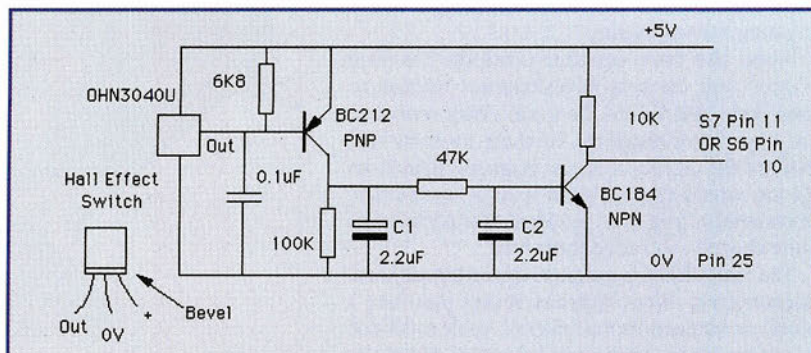 +5V
6K8
OHN3040U
BC212
PNP
Out
10K
S7 Pin 11
OR S6 Pin
10
47K
Hall Effect
Switch
0.1uF
BC184
NPN
100K
C1
2.2uF
C2
2.2uF
0V Pin 25
Out
0V
+
Bevel